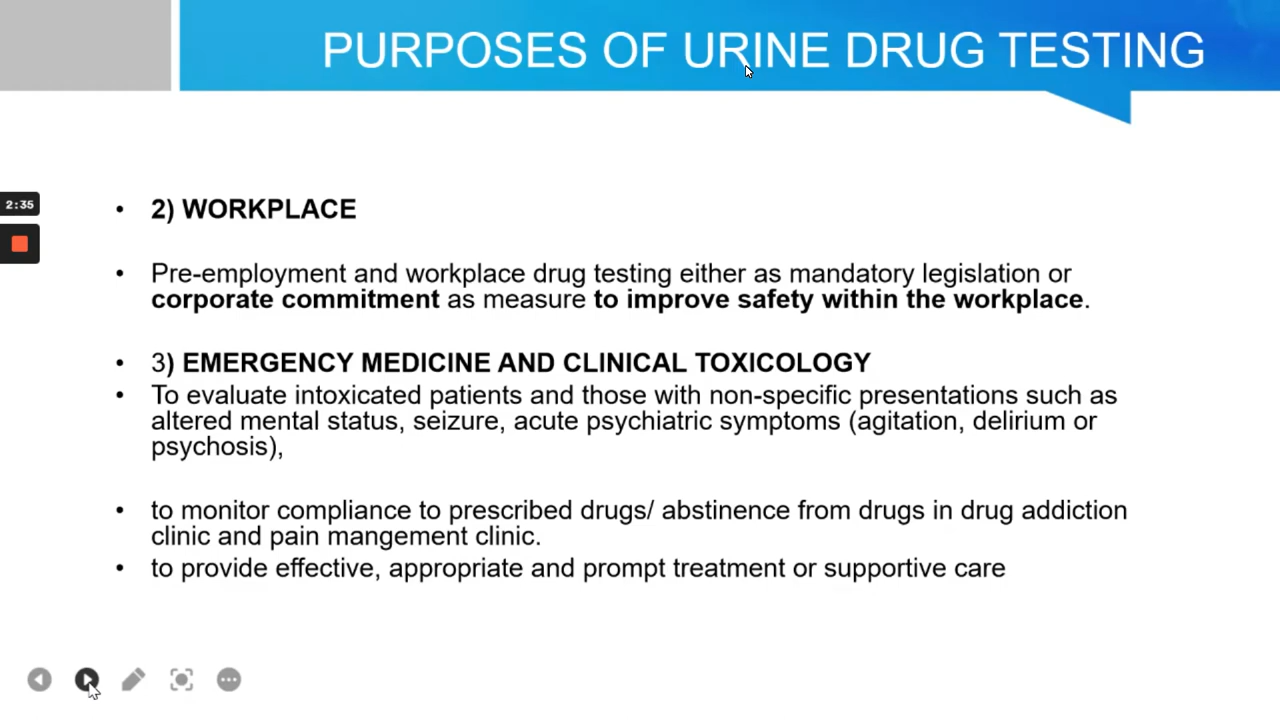 PURPOSES OF URINE DRUG TESTING
2:35
• 2) WORKPLACE
• Pre-employment and workplace drug testing either as mandatory legislation or
corporate commitment as measure to improve safety within the workplace.
• 3) EMERGENCY MEDICINE AND CLINICAL TOXICOLOGY
• To evaluate intoxicated patients and those with non-specific presentations such as
altered mental status, seizure, acute psychiatric symptoms (agitation, delirium or
psychosis),
• to monitor compliance to prescribed drugs/ abstinence from drugs in drug addiction
clinic and pain mangement clinic.
• to provide effective, appropriate and prompt treatment or supportive care